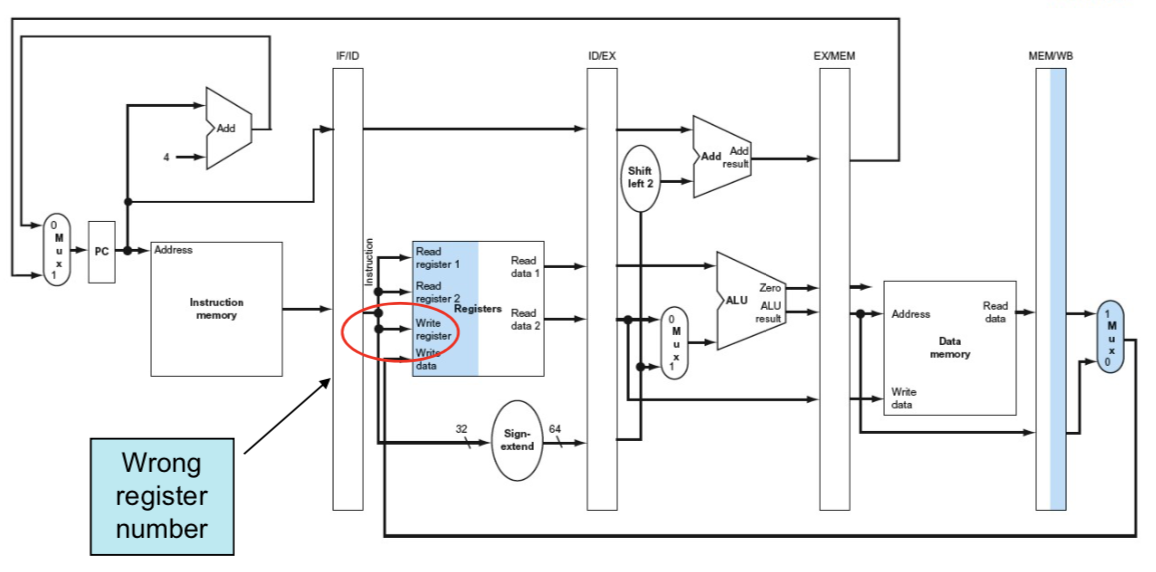 IF/ID
ID/EX
EX/MEM
MEM/WB
Add
4
Add
Add
result
Shift
left 2
0
M
u
x
1
PC
Address
Instruction
memory
Instruction
Read
register 1
Read
register 2
Registers
Write
register
Write
data
Read
data 1
Read
data 2
Zero
ALU
ALU
result
0
M
u
x
1
Address
Read
data
Data
memory
Write
data
1
M
u
x
0
32
Sign-
extend
64
Wrong
register
number